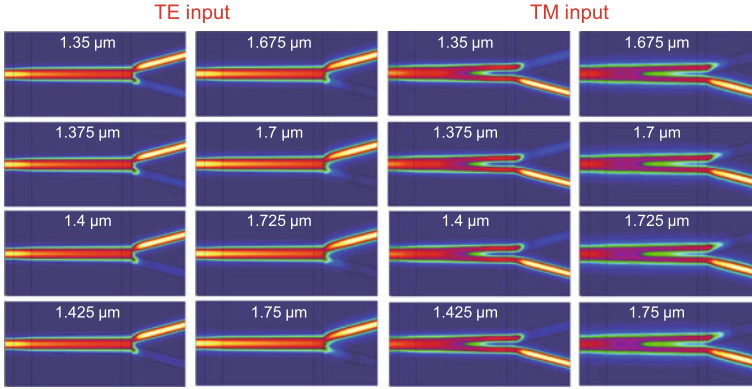 TE input TM input
1.35 µm 1.675 µm 1.35 µm 1.675 µm
1.375 µm 1.7 µm 1.375 µm 1.7 µm
1.4 µm 1.725 µm 1.4 µm 1.725 µm
1.425 µm 1.75 µm 1.425 µm 1.75 µm